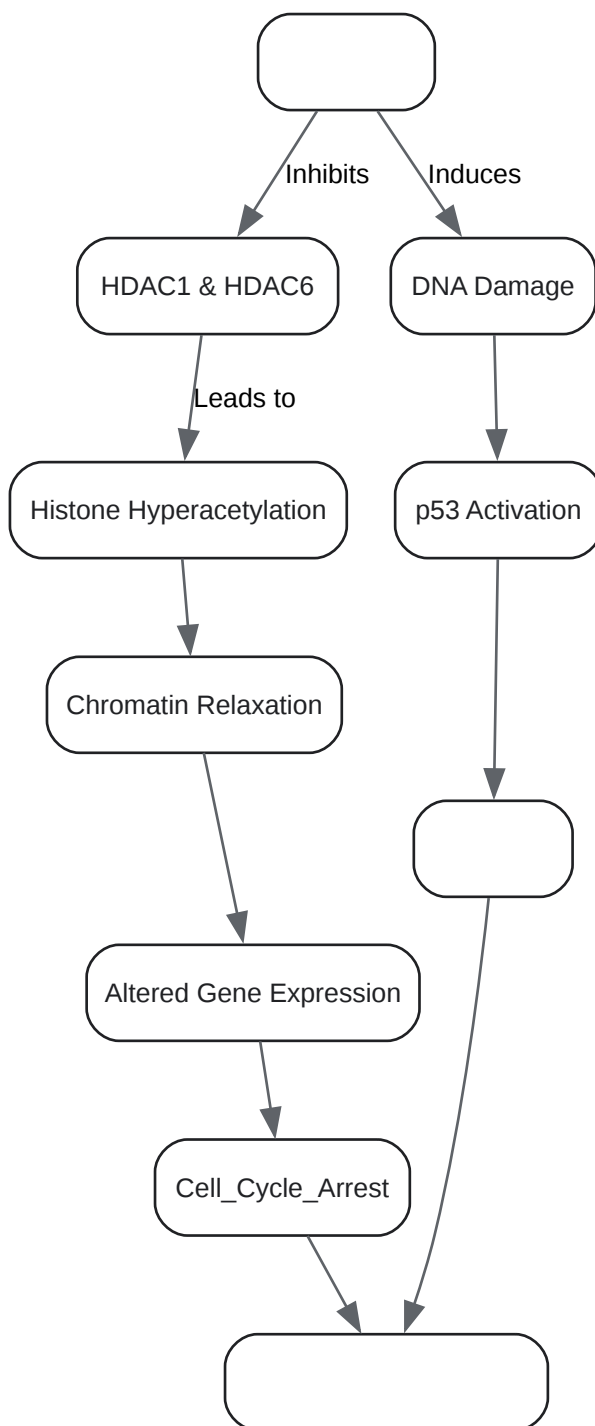 Inhibits
Induces
HDAC1 & HDAC6
DNA Damage
Leads to
Histone Hyperacetylation
p53 Activation
Chromatin Relaxation
Altered Gene Expression
Cell_Cycle_Arrest